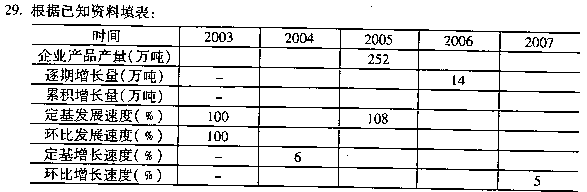 29. 根据已知资料填表:
时间 2003 2004 2005 2006 2007
企业产品产量(万吨) 252
逐期增长量(万吨) - 14
累积增长量(万吨) -
定基发展速度(%) 100 108
环比发展速度(%) 100
定基增长速度(%) - 6
环比增长速度(%) - 5